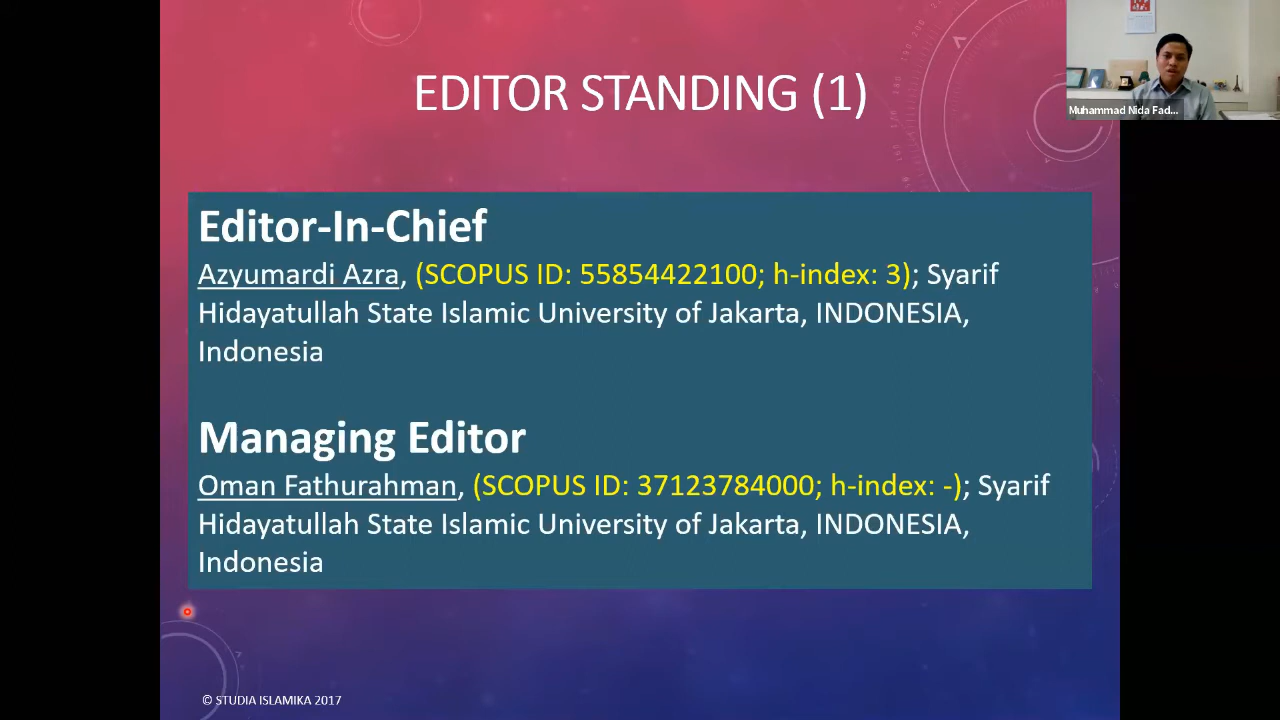 EDITOR STANDING (1)
Muhammad Nida Fad...
Editor-In-Chief
Azyumardi Azra, (SCOPUS ID: 55854422100; h-index: 3); Syarif
Hidayatullah State Islamic University of Jakarta, INDONESIA,
Indonesia
Managing Editor
Oman Fathurahman, (SCOPUS ID: 37123784000; h-index: -); Syarif
Hidayatullah State Islamic University of Jakarta, INDONESIA,
Indonesia
© STUDIA ISLAMIKA 2017